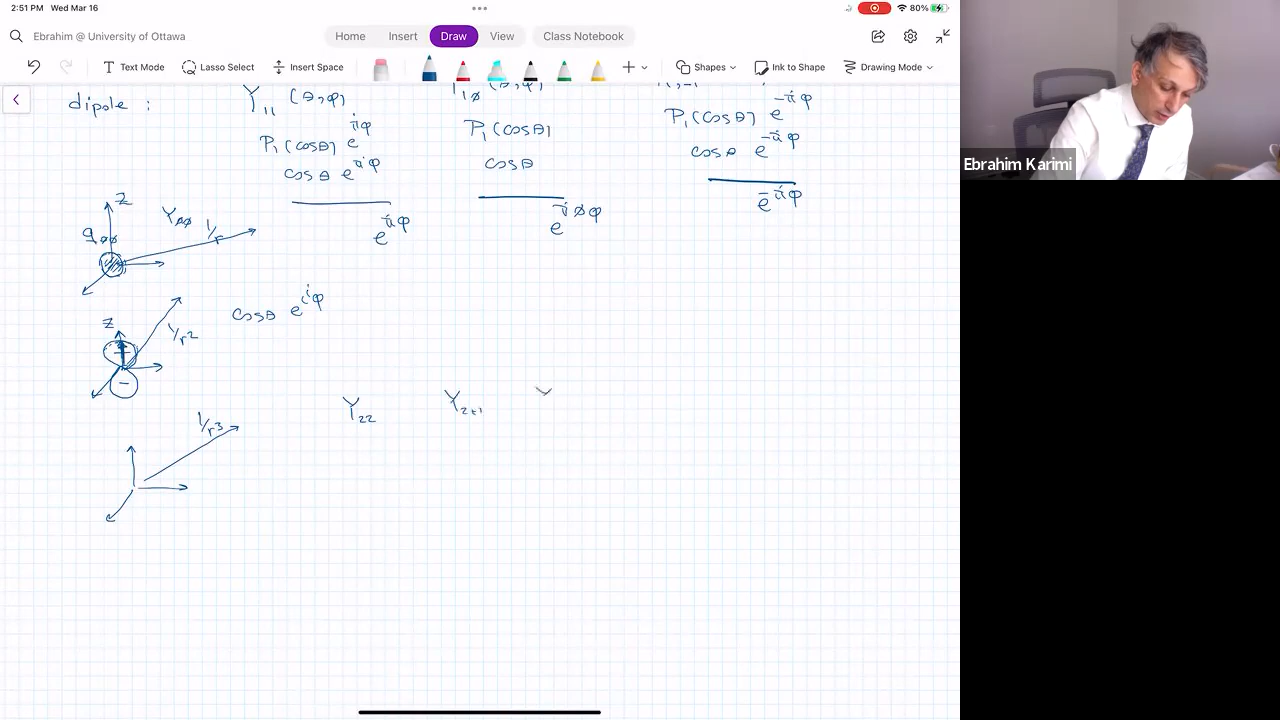 2:51 PM Wed Mar 16
80%
Ebrahim @ University of Ottawa
Home Insert Draw View Class Notebook
Text Mode Lasso Select Insert Space Shapes Ink to Shape Drawing Mode
dipole : Y₁₁ (θ,φ)
P₁(cosθ) e^{iφ} P₁(cosθ) P₁(cosθ) e^{-iφ}
cosθ e^{iφ} cosθ cosθ e^{-iφ}
e^{iφ} e^{i0φ} e^{-iφ}
z
q₀₀ Y₀₀ 1/r
z 1/r² cosθ e^{iφ}
+
−
1/r³ Y₂₂ Y₂₊₁ Y
Ebrahim Karimi